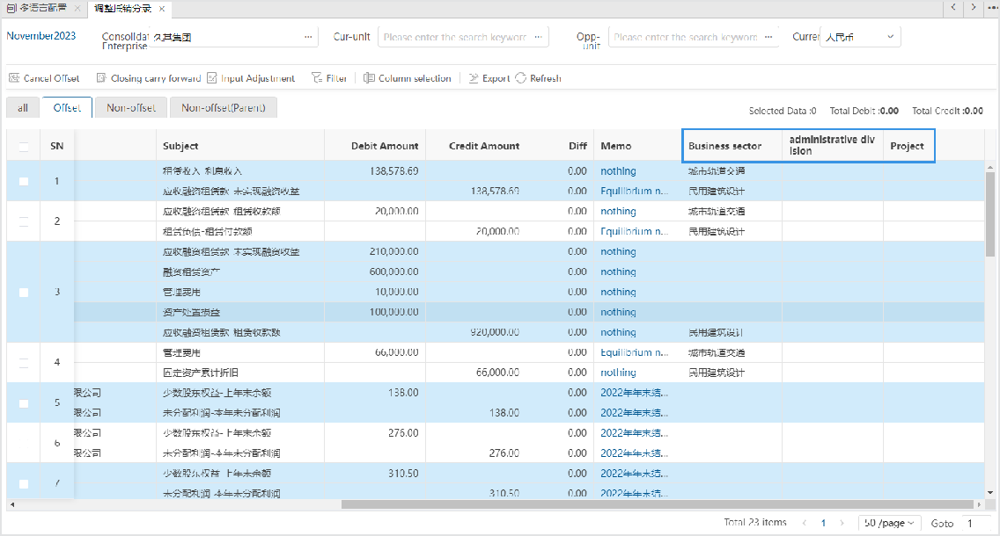 多语言配置
调整抵销分录
November2023
Consolidat
Enterprise
久其集团
Cur-unit
Please enter the search keyword
Opp-
unit
Please enter the search keyword
Curren
人民币
Cancel Offset
Closing carry forward
Input Adjustment
Filter
Column selection
Export
Refresh
all
Offset
Non-offset
Non-offset(Parent)
Selected Data :0
Total Debit :0.00
Total Credit :0.00
SN Subject Debit Amount Credit Amount Diff Memo Business sector administrative div
ision Project
1 租赁收入-利息收入 138,578.69 0.00 nothing 城市轨道交通
应收融资租赁款-未实现融资收益 138,578.69 0.00 Equilibrium n... 民用建筑设计
2 应收融资租赁款-租赁收款额 20,000.00 0.00 nothing 城市轨道交通
租赁负债-租赁付款额 20,000.00 0.00 Equilibrium n... 民用建筑设计
3 应收融资租赁款-未实现融资收益 210,000.00 0.00 nothing
融资租赁资产 600,000.00 0.00 nothing
管理费用 10,000.00 0.00 nothing
资产处置损益 100,000.00 0.00 nothing
应收融资租赁款-租赁收款额 920,000.00 0.00 nothing 民用建筑设计
4 管理费用 66,000.00 0.00 Equilibrium n... 城市轨道交通
固定资产累计折旧 66,000.00 0.00 nothing 民用建筑设计
5 限公司 少数股东权益-上年末余额 138.00 0.00 2022年年末结...
限公司 未分配利润-本年末未分配利润 138.00 0.00 2022年年末结...
6 限公司 少数股东权益-上年末余额 276.00 0.00 2022年年末结...
限公司 未分配利润-本年末未分配利润 276.00 0.00 2022年年末结...
7 少数股东权益-上年末余额 310.50 0.00 2022年年末结...
未分配利润-本年末未分配利润 310.50 0.00 2022年年末结...
Total 23 items
1
50 /page
Goto
1